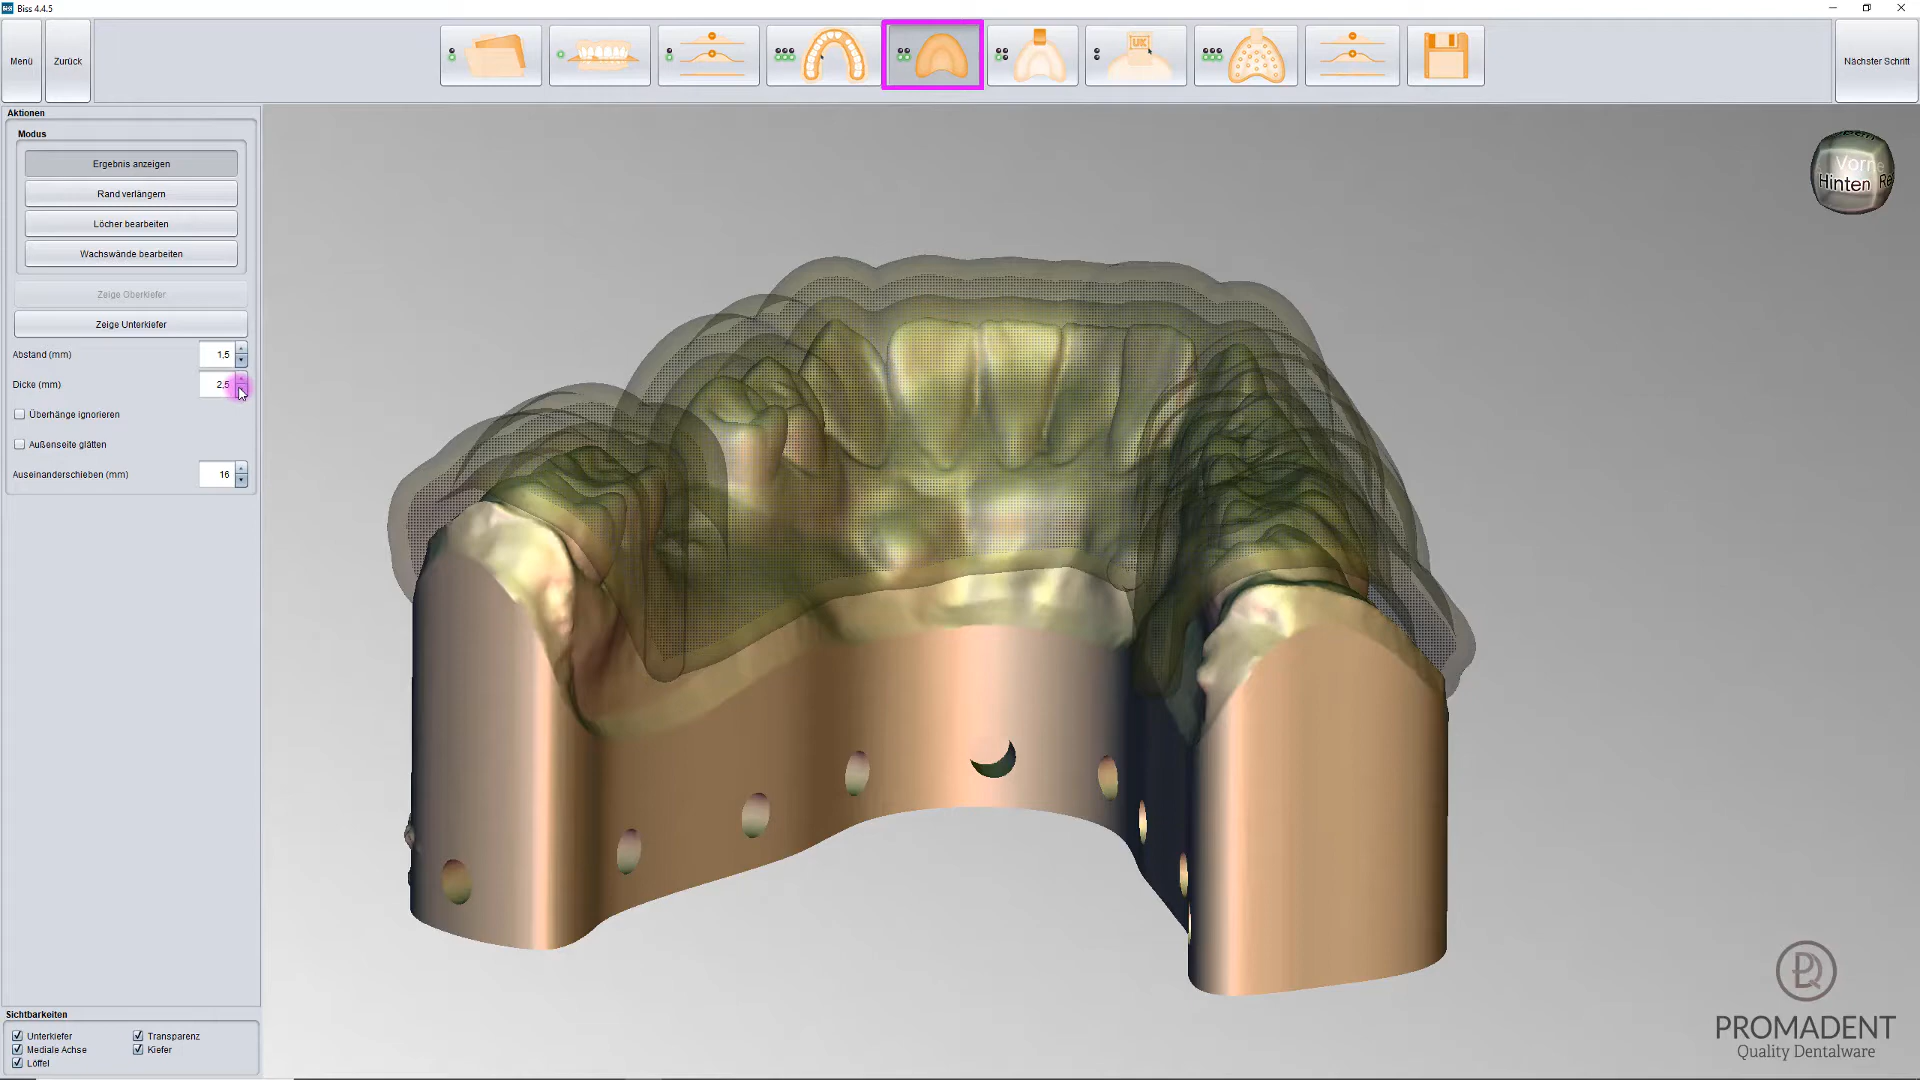 Biss 4.4.5
Menü
Zurück
UK
Nächster Schritt
Aktionen
Modus
Ergebnis anzeigen
Rand verlängern
Löcher bearbeiten
Wachswände bearbeiten
Zeige Oberkiefer
Zeige Unterkiefer
Abstand (mm) 1.5
Dicke (mm) 2,5
Überhänge ignorieren
Außenseite glätten
Auseinanderschieben (mm) 16
Vorne
Hinten
Sichtbarkeiten
Unterkiefer Transparenz
Mediale Achse Kiefer
Löffel
PROMADENT
Quality Dentalware